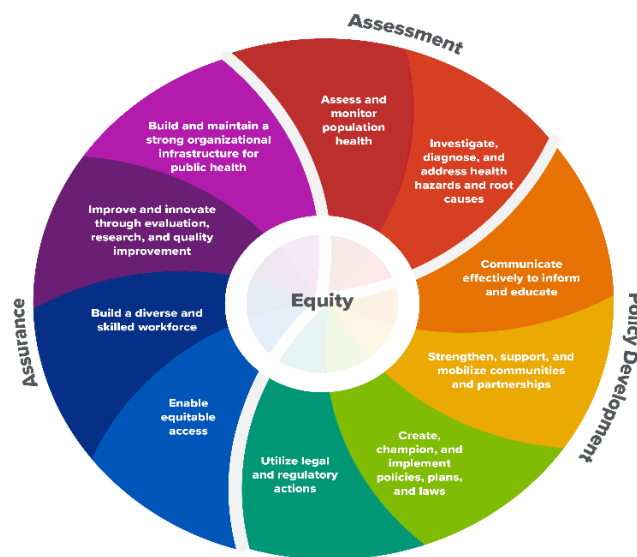 Assessment
Assess and
monitor
population
health
Investigate,
diagnose, and
address health
hazards and root
causes
Policy Development
Communicate
effectively to inform
and educate
Strengthen, support, and
mobilize communities
and partnerships
Create,
champion, and
implement
policies, plans,
and laws
Utilize legal
and regulatory
actions
Assurance
Enable
equitable
access
Build a diverse and
skilled workforce
Improve and innovate
through evaluation,
research, and quality
improvement
Build and maintain a
strong organizational
infrastructure for
public health
Equity